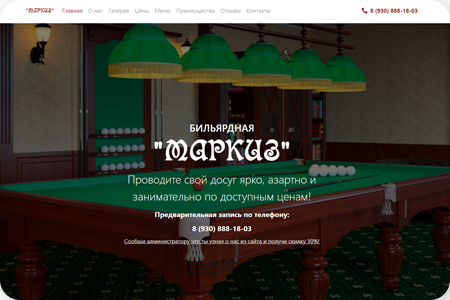 "МАРКИЗ" Главная О нас Галерея Цены Меню Преимущества Отзывы Контакты 8 (930) 888-18-03
БИЛЬЯРДНАЯ
"МАРКИЗ"
Проводите свой досуг ярко, азартно и
занимательно по доступным ценам!
Предварительная запись по телефону:
8 (930) 888-18-03
Сообши администратору что ты узнал о нас из сайта и получи скидку 10%!